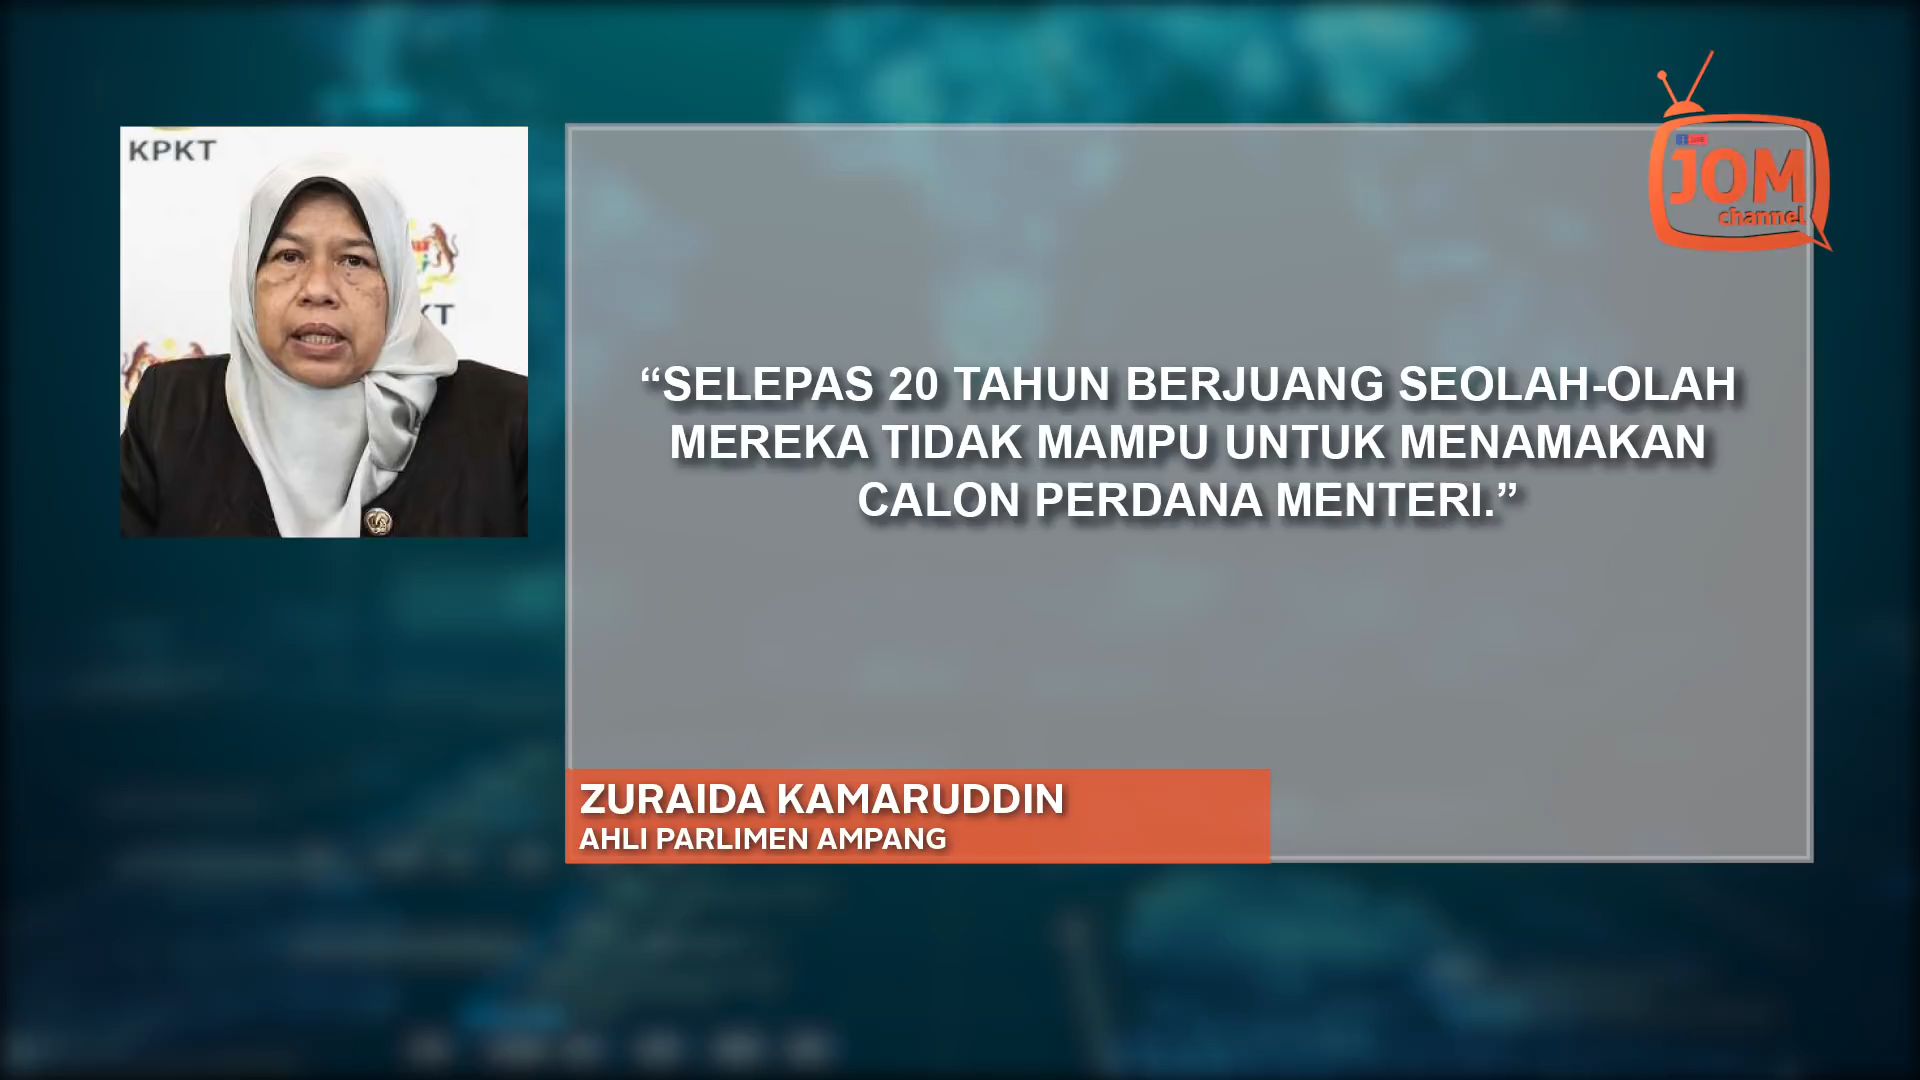 KPKT
KT
JOM
channel
“SELEPAS 20 TAHUN BERJUANG SEOLAH-OLAH
MEREKA TIDAK MAMPU UNTUK MENAMAKAN
CALON PERDANA MENTERI.”
ZURAIDA KAMARUDDIN
AHLI PARLIMEN AMPANG